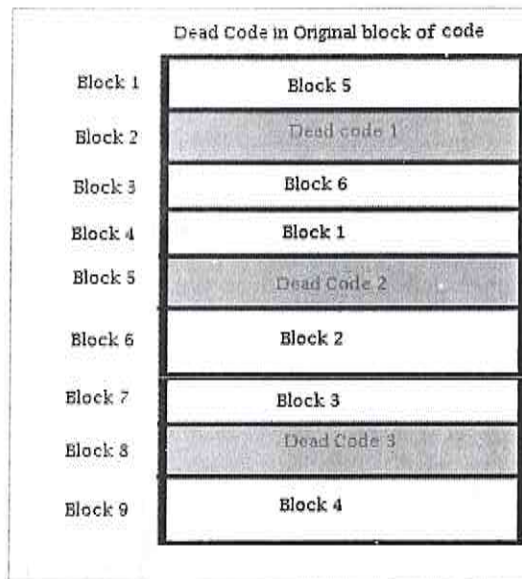 Dead Code in Original block of code
Block 1 Block 5
Block 2 Dead code 1
Block 3 Block 6
Block 4 Block 1
Block 5 Dead Code 2
Block 6 Block 2
Block 7 Block 3
Block 8 Dead Code 3
Block 9 Block 4